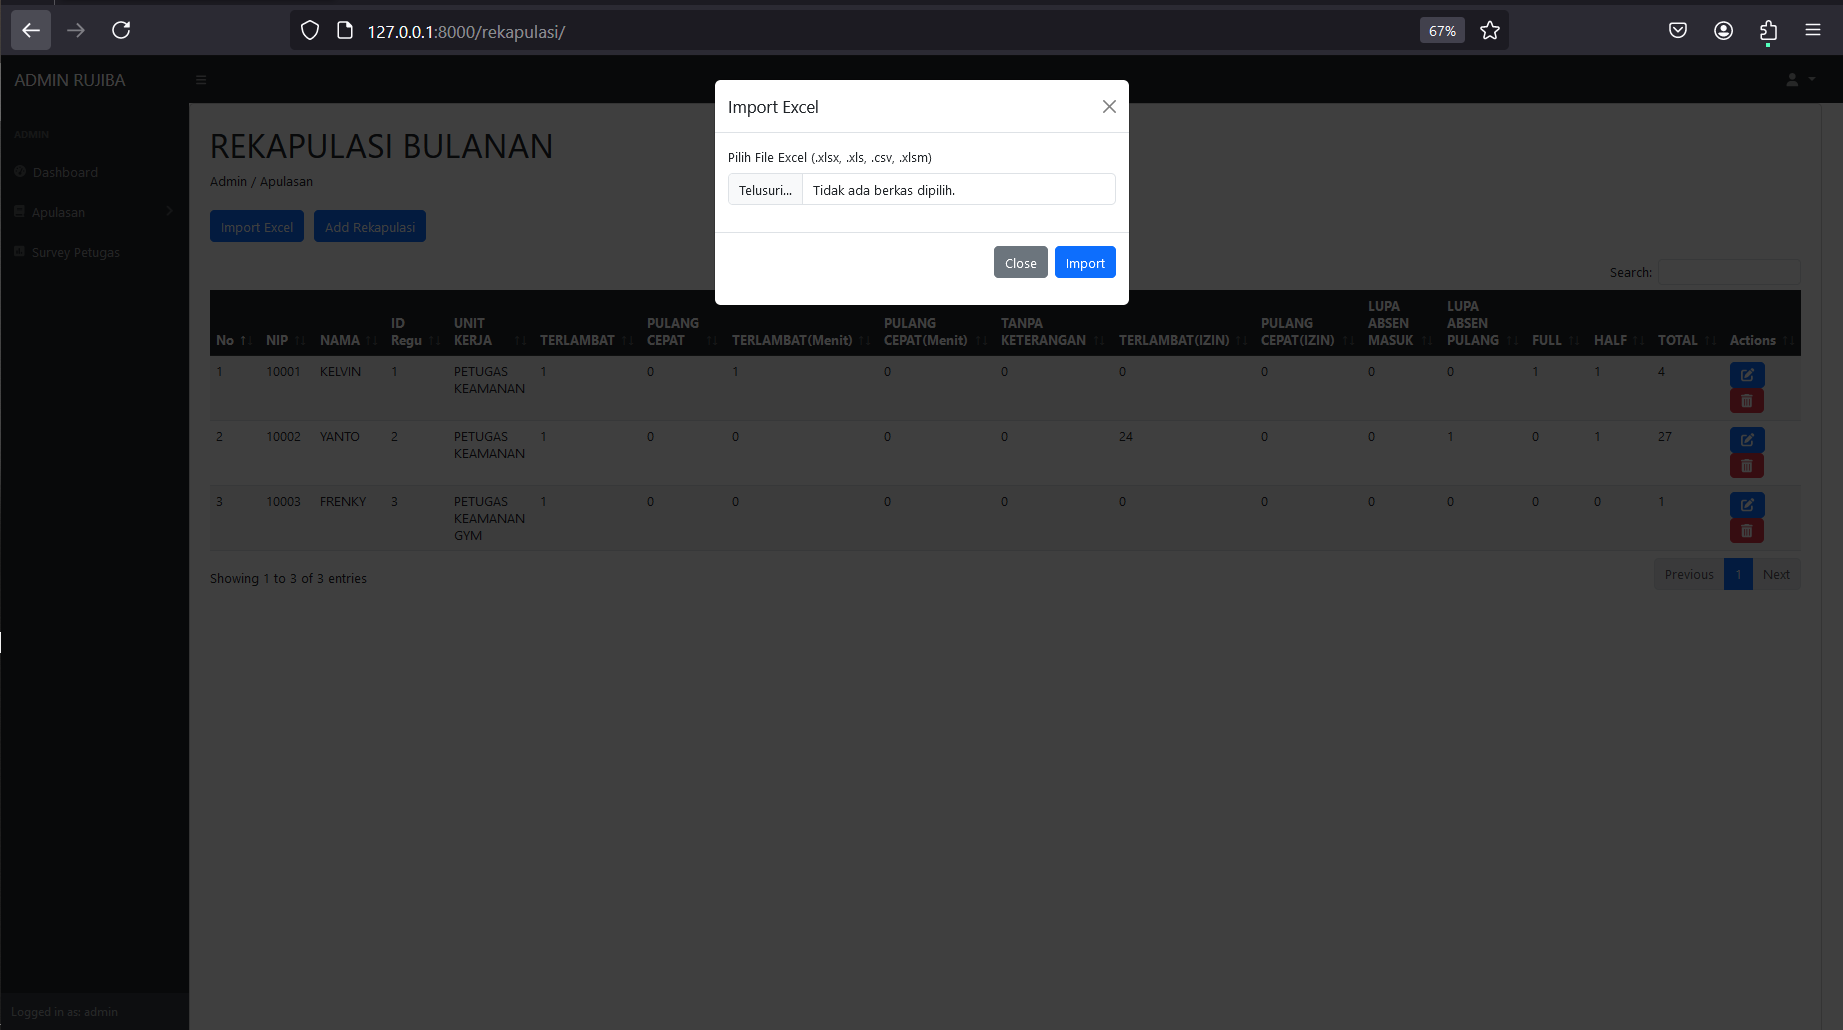 127.0.0.1:8000/rekapulasi/
67%
ADMIN RUJIBA
ADMIN
Dashboard
Apulasan
Survey Petugas
Logged in as: admin
REKAPULASI BULANAN
Admin / Apulasan
Import Excel
Add Rekapulasi
Import Excel
Pilih File Excel (.xlsx, .xls, .csv, .xlsm)
Telusuri... Tidak ada berkas dipilih.
Close
Import
Search:
No NIP NAMA ID Regu UNIT KERJA TERLAMBAT PULANG CEPAT TERLAMBAT(Menit) PULANG CEPAT(Menit) TANPA KETERANGAN TERLAMBAT(IZIN) PULANG CEPAT(IZIN) LUPA ABSEN MASUK LUPA ABSEN PULANG FULL HALF TOTAL Actions
1 10001 KELVIN 1 PETUGAS KEAMANAN 1 0 1 0 0 0 0 0 0 1 1 4
2 10002 YANTO 2 PETUGAS KEAMANAN 1 0 0 0 0 24 0 0 1 0 1 27
3 10003 FRENKY 3 PETUGAS KEAMANAN GYM 1 0 0 0 0 0 0 0 0 0 0 1
Showing 1 to 3 of 3 entries
Previous 1 Next